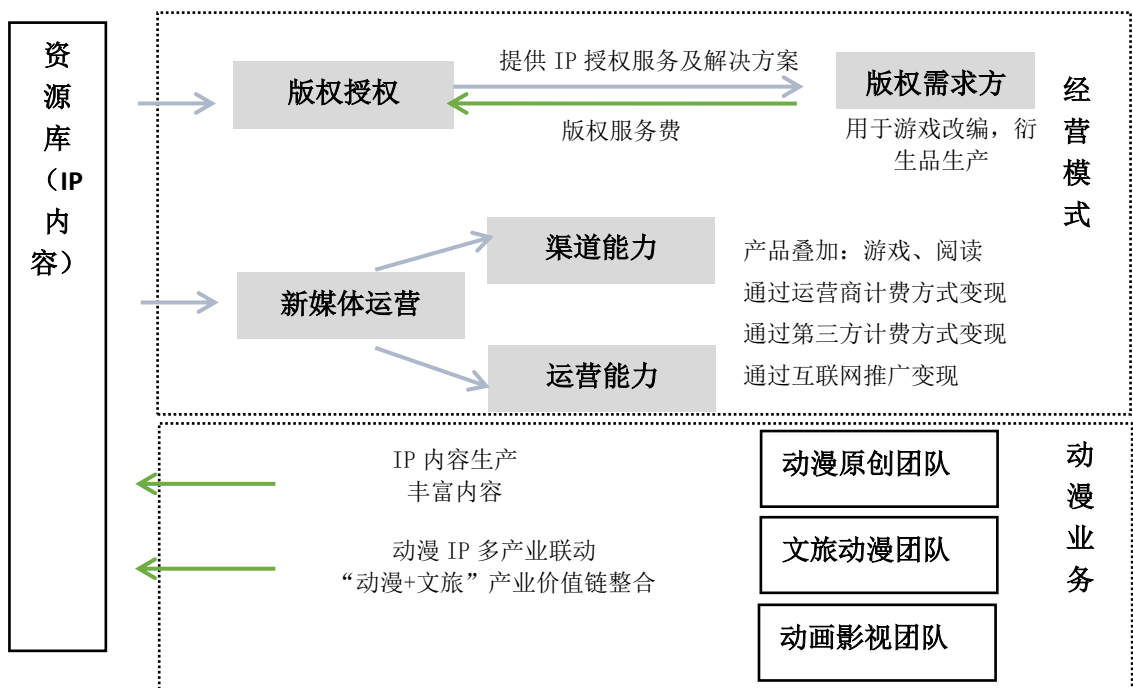 资
源
库
（IP
内
容）
提供 IP 授权服务及解决方案
版权授权
版权需求方
版权服务费
用于游戏改编，衍
生品生产
经
营
模
式
渠道能力
新媒体运营
运营能力
产品叠加：游戏、阅读
通过运营商计费方式变现
通过第三方计费方式变现
通过互联网推广变现
IP 内容生产
丰富内容
动漫 IP 多产业联动
“动漫+文旅”产业价值链整合
动漫原创团队
文旅动漫团队
动画影视团队
动
漫
业
务